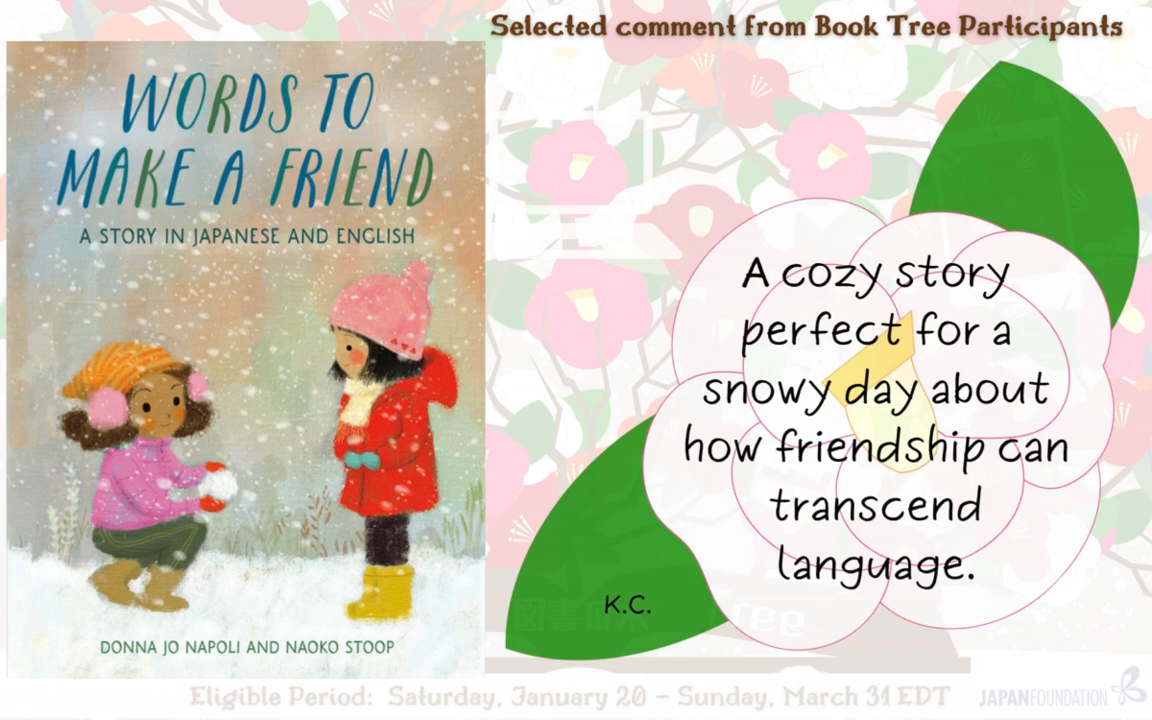 Selected comment from Book Tree Participants
WORDS TO
MAKE A FRIEND
A STORY IN JAPANESE AND ENGLISH
DONNA JO NAPOLI AND NAOKO STOOP
A cozy story
perfect for a
snowy day about
how friendship can
transcend
language.
K.C.
Eligible Period: Saturday, January 20 – Sunday, March 31 EDT
JAPANFOUNDATION